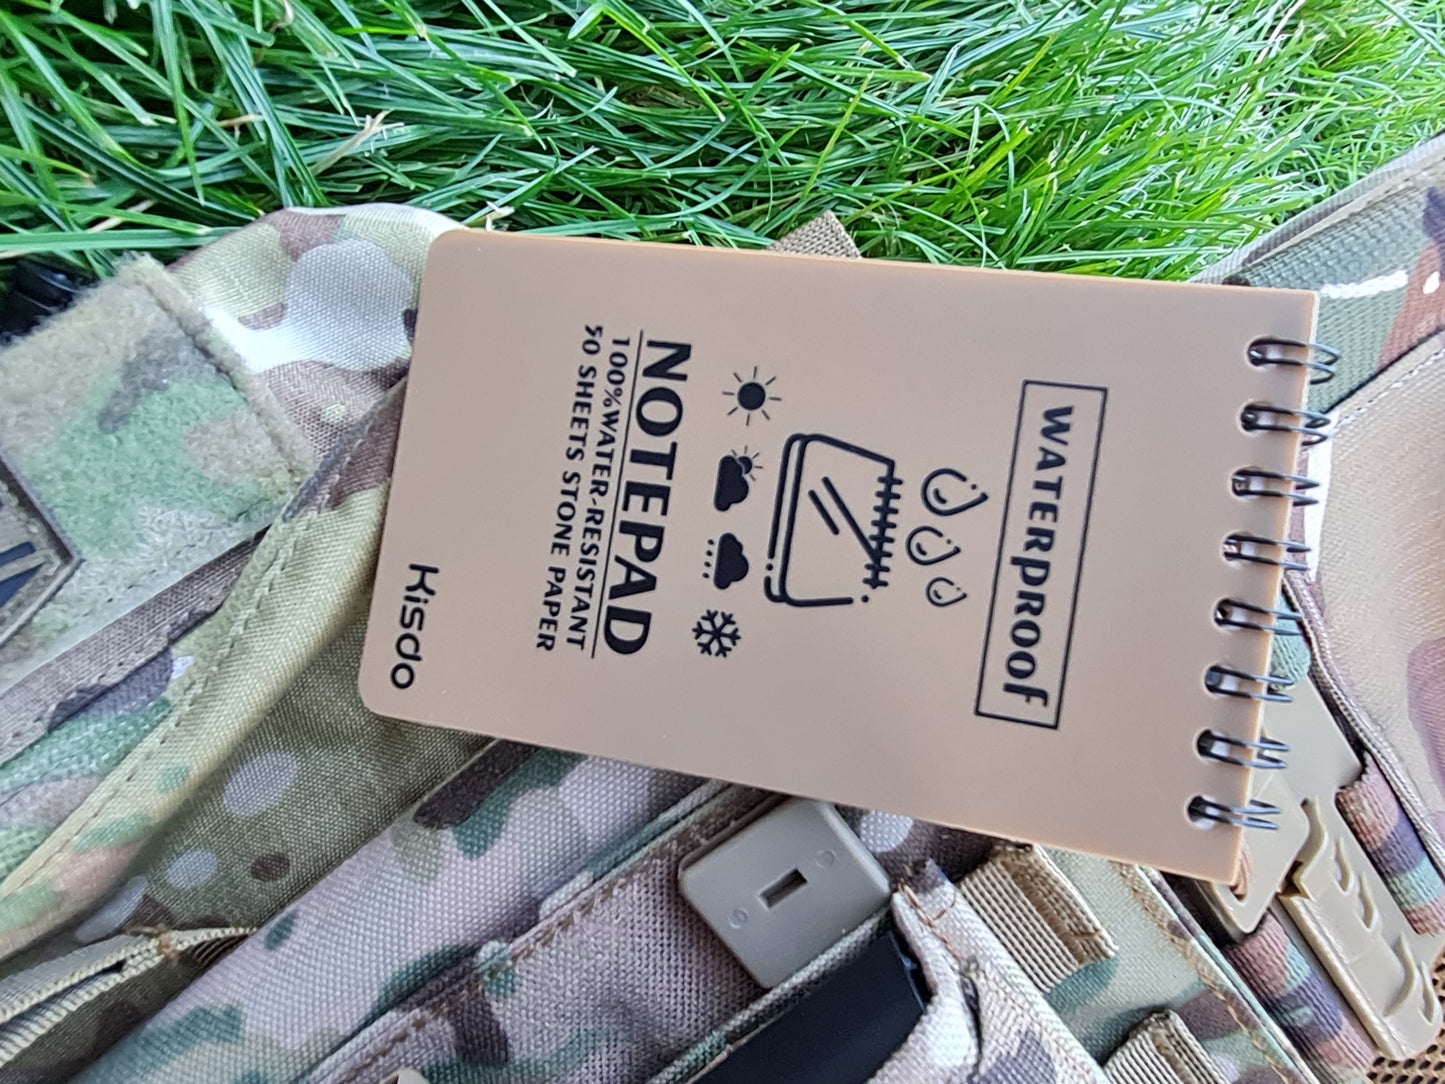 WATERPROOF
NOTEPAD
100%WATER-RESISTANT
50 SHEETS STONE PAPER
Kisdo